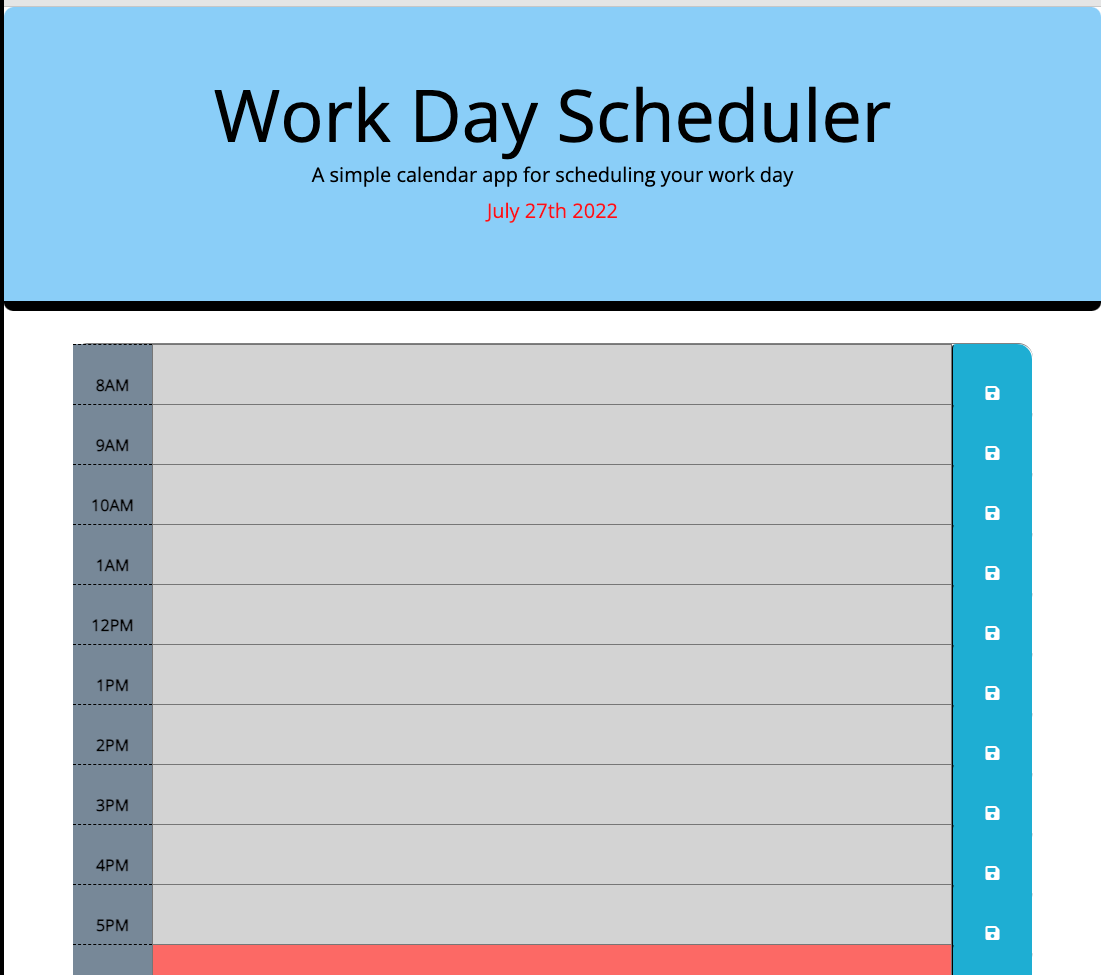 Work Day Scheduler
A simple calendar app for scheduling your work day
July 27th 2022
8AM
9AM
10AM
1AM
12PM
1PM
2PM
3PM
4PM
5PM